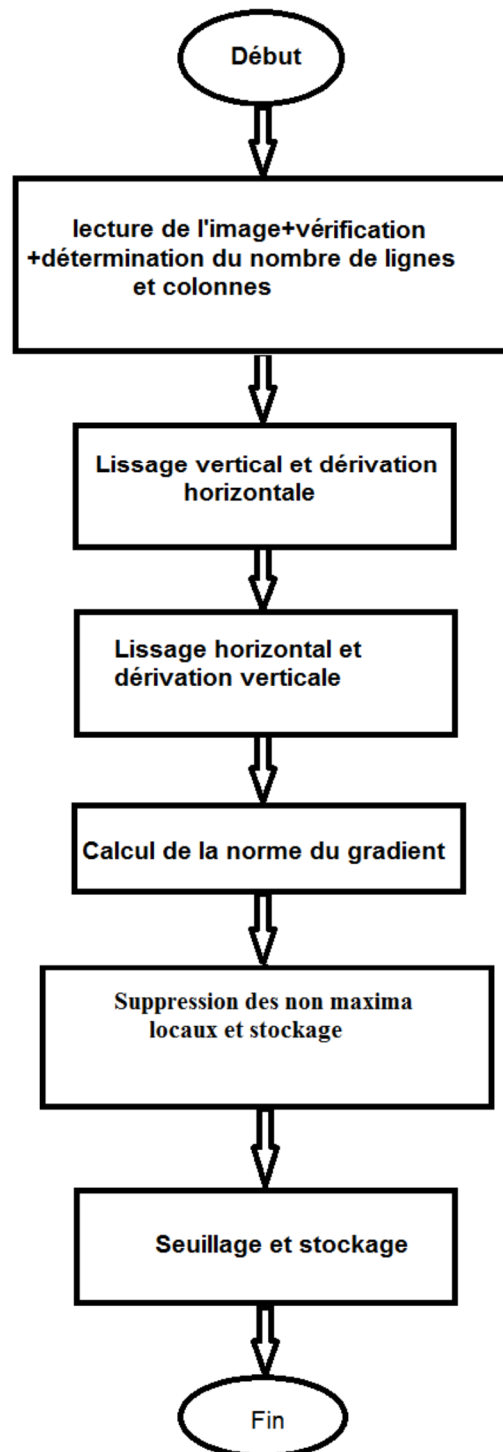 Début
lecture de l'image+vérification
+détermination du nombre de lignes
et colonnes
Lissage vertical et dérivation
horizontale
Lissage horizontal et
dérivation verticale
Calcul de la norme du gradient
Suppression des non maxima
locaux et stockage
Seuillage et stockage
Fin